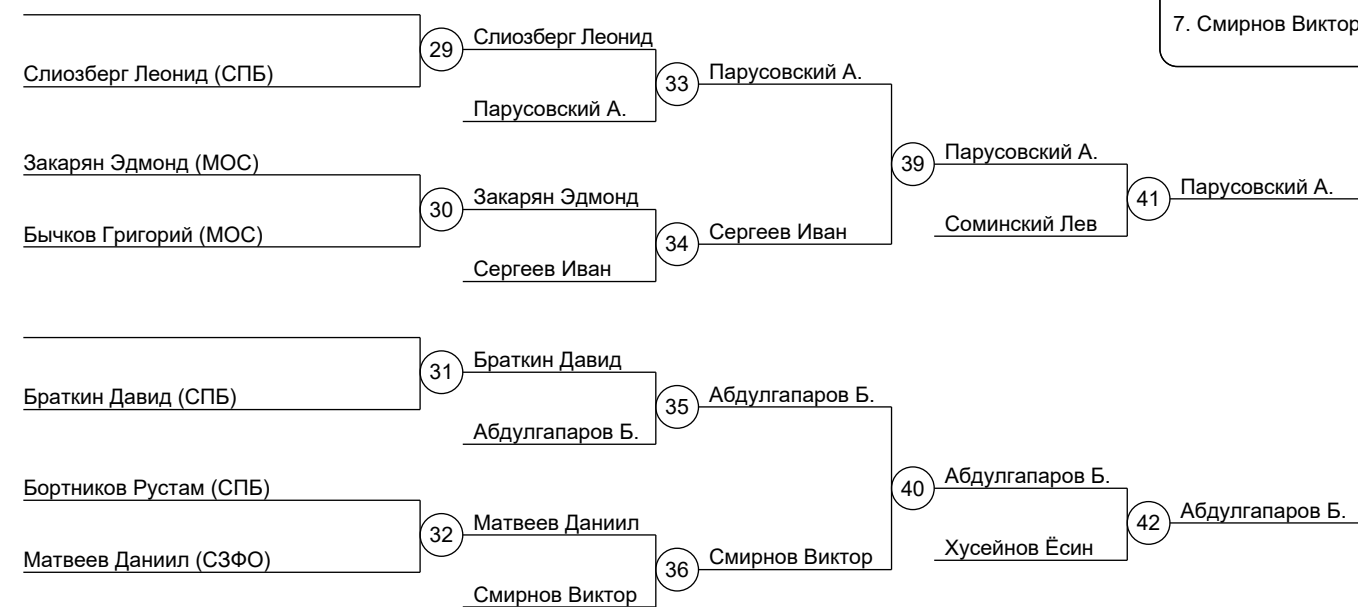 7. Смирнов Виктор
29
Слиозберг Леонид
Слиозберг Леонид (СПБ)
33
Парусовский А.
Парусовский А.
Закарян Эдмонд (МОС)
39
Парусовский А.
30
Закарян Эдмонд
41
Парусовский А.
Бычков Григорий (МОС)
34
Сергеев Иван
Соминский Лев
Сергеев Иван
31
Браткин Давид
Браткин Давид (СПБ)
35
Абдулгапаров Б.
Абдулгапаров Б.
Бортников Рустам (СПБ)
40
Абдулгапаров Б.
32
Матвеев Даниил
42
Абдулгапаров Б.
Матвеев Даниил (СЗФО)
36
Смирнов Виктор
Хусейнов Ёсин
Смирнов Виктор